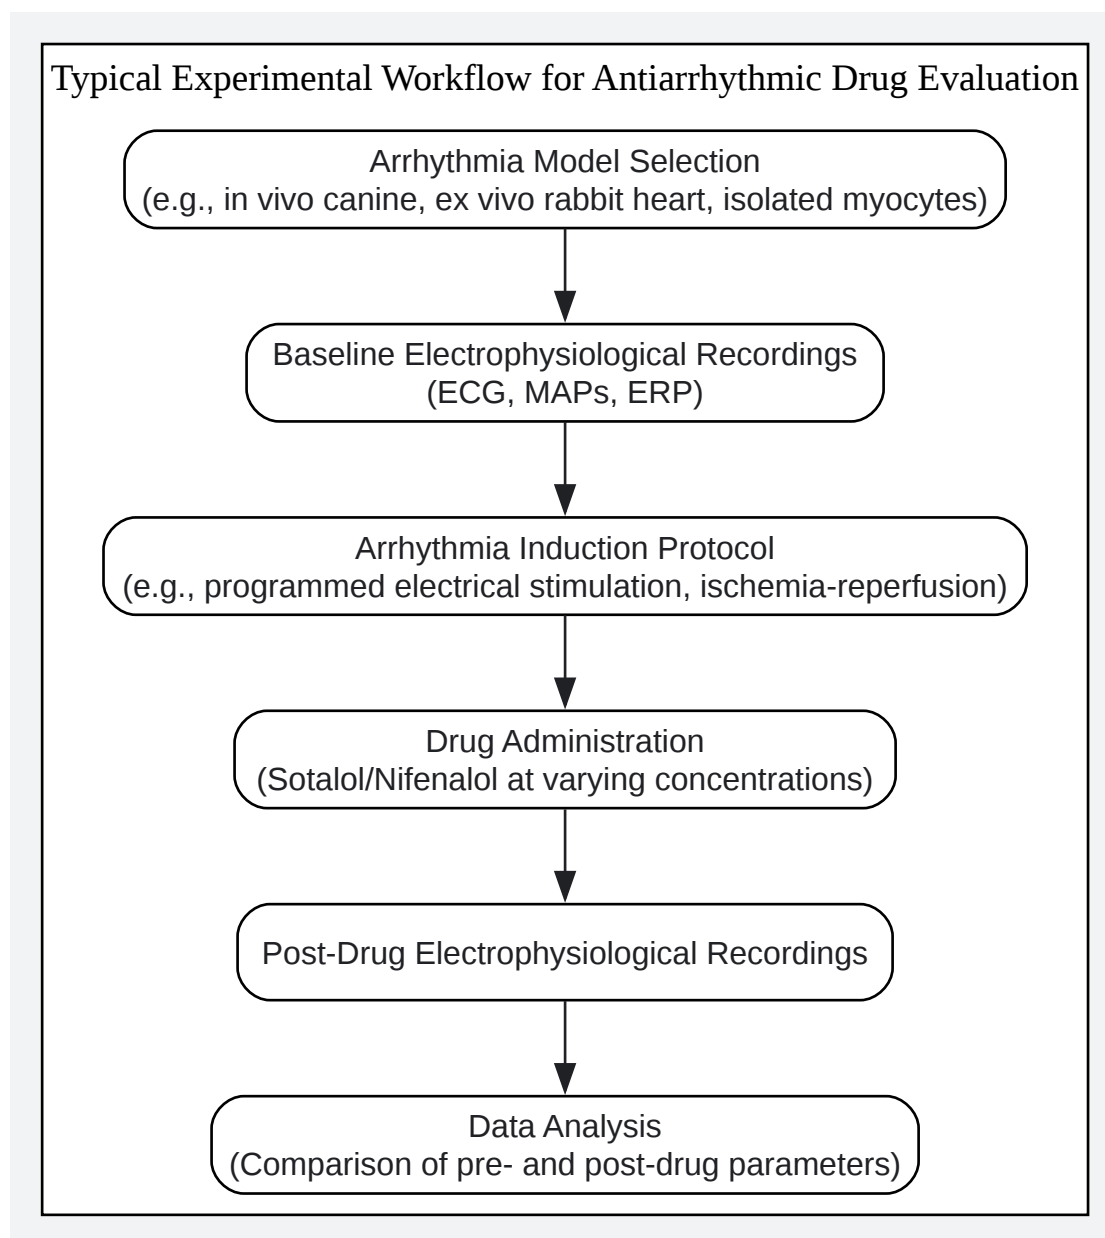 Typical Experimental Workflow for Antiarrhythmic Drug Evaluation
Arrhythmia Model Selection
(e.g., in vivo canine, ex vivo rabbit heart, isolated myocytes)
Baseline Electrophysiological Recordings
(ECG, MAPs, ERP)
Arrhythmia Induction Protocol
(e.g., programmed electrical stimulation, ischemia-reperfusion)
Drug Administration
(Sotalol/Nifenalol at varying concentrations)
Post-Drug Electrophysiological Recordings
Data Analysis
(Comparison of pre- and post-drug parameters)